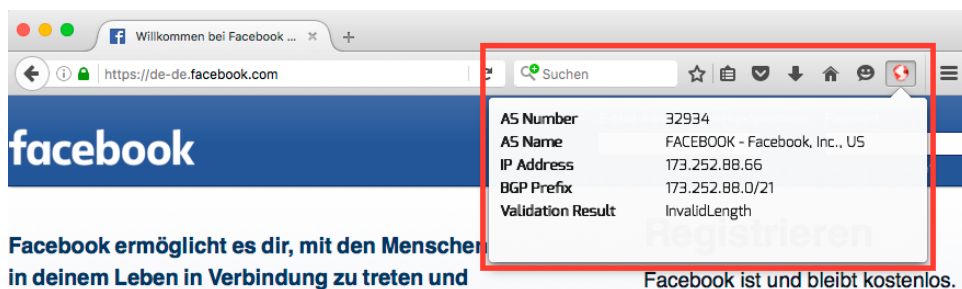 Willkommen bei Facebook ...
https://de-de.facebook.com
Suchen
facebook
AS Number 32934
AS Name FACEBOOK - Facebook, Inc., US
IP Address 173.252.88.66
BGP Prefix 173.252.88.0/21
Validation Result InvalidLength
Registrieren
Facebook ermöglicht es dir, mit den Menschen
in deinem Leben in Verbindung zu treten und
Facebook ist und bleibt kostenlos.